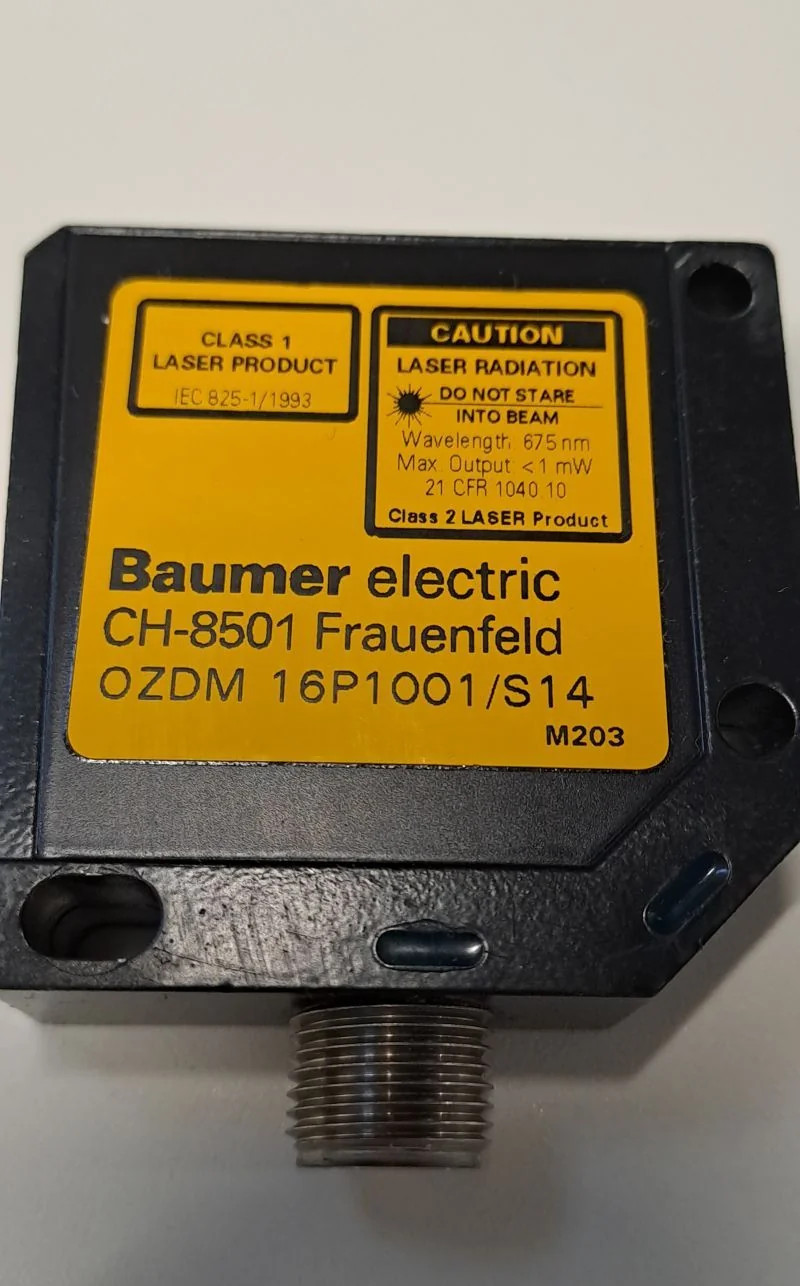 CLASS 1
LASER PRODUCT
IEC 825-1/1993
CAUTION
LASER RADIATION
DO NOT STARE
INTO BEAM
Wavelength 675 nm
Max. Output <1 mW
21 CFR 1040.10
Class 2 LASER Product
Baumer electric
CH-8501 Frauenfeld
OZDM 16P1001/S14
M203